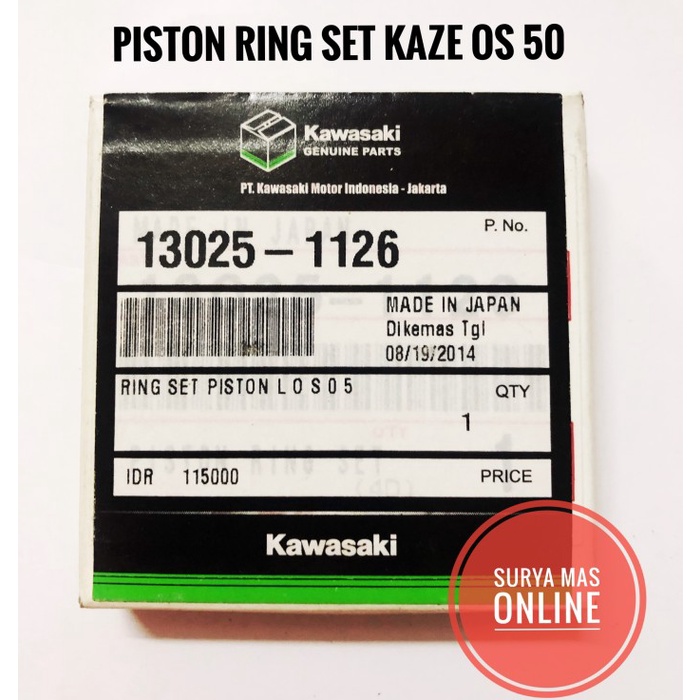 PISTON RING SET KAZE OS 50
Kawasaki
GENUINE PARTS
PT. Kawasaki Motor Indonesia - Jakarta
P. No.
13025-1126
MADE IN JAPAN
Dikemas Tgl
08/19/2014
RING SET PISTON L O S 0 5
QTY
1
IDR 115000
PRICE
Kawasaki
SURYA MAS
ONLINE